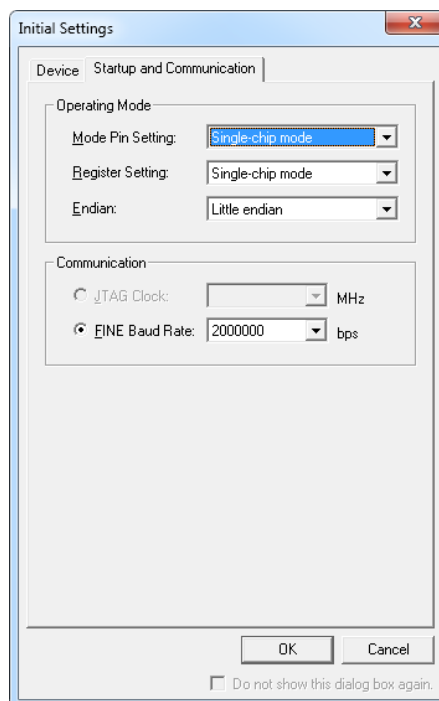 Initial Settings
Device Startup and Communication
Operating Mode
Mode Pin Setting: Single-chip mode
Register Setting: Single-chip mode
Endian: Little endian
Communication
JTAG Clock: MHz
FINE Baud Rate: 2000000 bps
OK Cancel
Do not show this dialog box again.